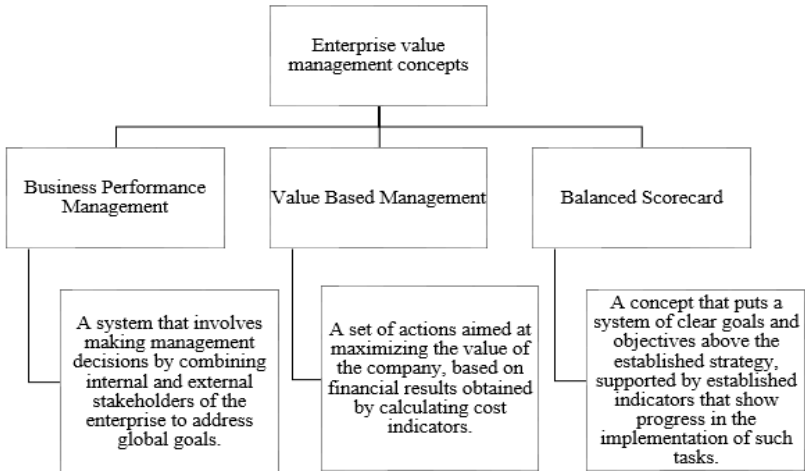 Enterprise value
management concepts
Business Performance
Management
Value Based Management
Balanced Scorecard
A system that involves
making management
decisions by combining
internal and external
stakeholders of the
enterprise to address
global goals.
A set of actions aimed at
maximizing the value of
the company, based on
financial results obtained
by calculating cost
indicators.
A concept that puts a
system of clear goals and
objectives above the
established strategy,
supported by established
indicators that show
progress in the
implementation of such
tasks.